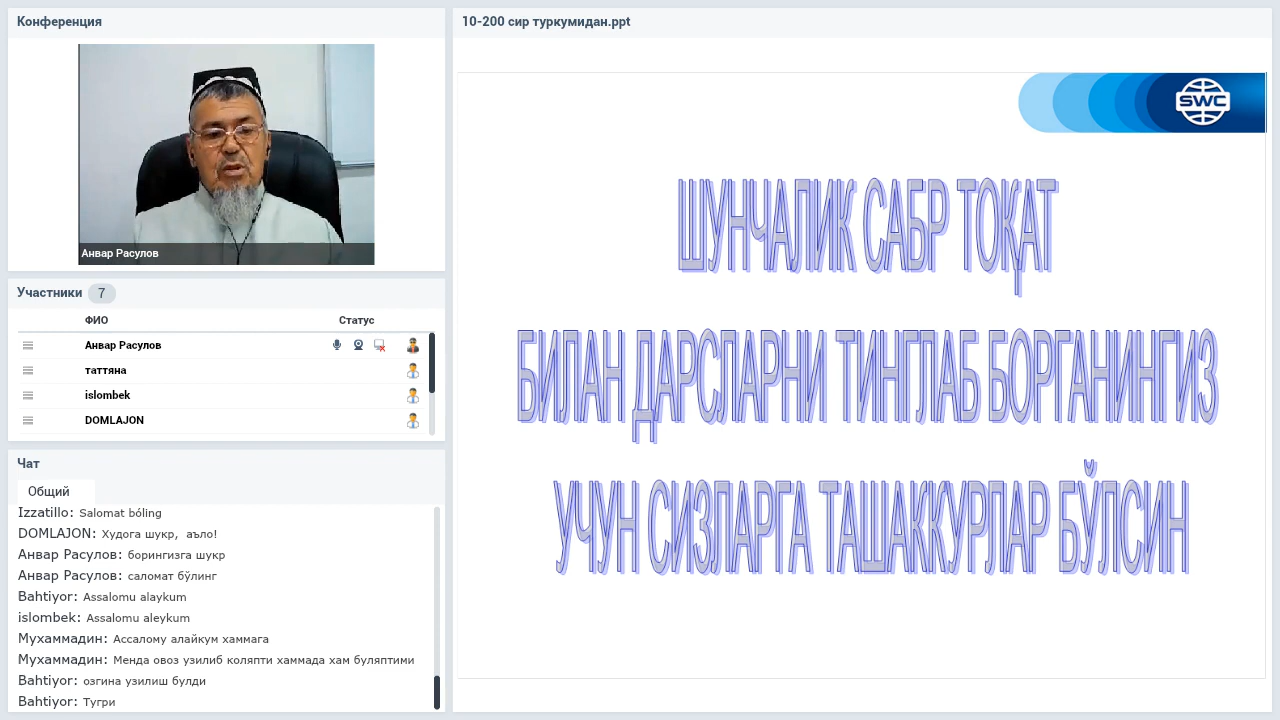 Конференция
Анвар Расулов
Участники 7
ФИО Статус
Анвар Расулов
таттяна
islombek
DOMLAJON
Чат
Общий
Izzatillo: Salomat bóling
DOMLAJON: Худога шукр, аъло!
Анвар Расулов: борингизга шукр
Анвар Расулов: саломат бўлинг
Bahtiyor: Assalomu alaykum
islombek: Assalomu aleykum
Мухаммадин: Ассалому алайкум хаммага
Мухаммадин: Менда овоз узилиб коляпти хаммада хам буляптими
Bahtiyor: озгина узилиш булди
Bahtiyor: Тугри
10-200 сир туркумидан.ppt
SWC
ШУНЧАЛИК САБР ТОҚАТ
БИЛАН ДАРСЛАРНИ ТИНГЛАБ БОРГАНИНГИЗ
УЧУН СИЗЛАРГА ТАШАККУРЛАР БЎЛСИН